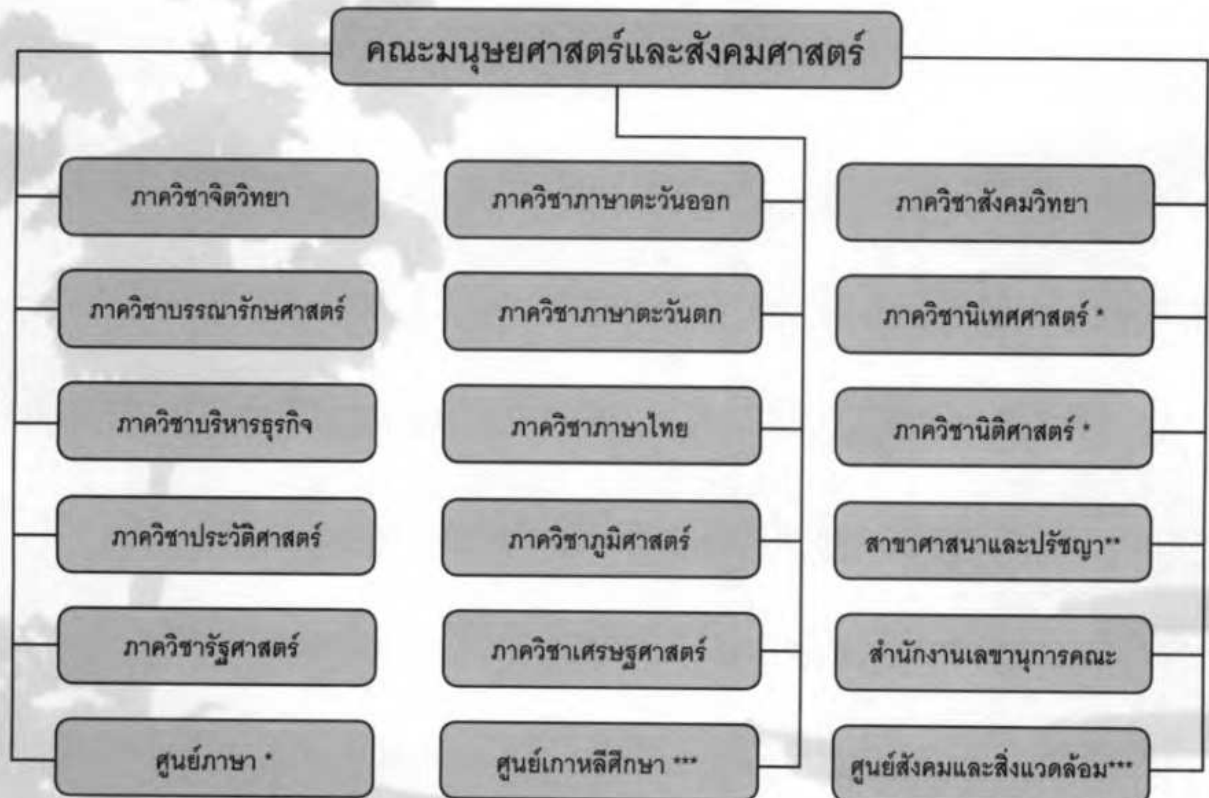 คณะมนุษยศาสตร์และสังคมศาสตร์
ภาควิชาจิตวิทยา
ภาควิชาภาษาตะวันออก
ภาควิชาสังคมวิทยา
ภาควิชาบรรณารักษศาสตร์
ภาควิชาภาษาตะวันตก
ภาควิชานิเทศศาสตร์ *
ภาควิชาบริหารธุรกิจ
ภาควิชาภาษาไทย
ภาควิชานิติศาสตร์ *
ภาควิชาประวัติศาสตร์
ภาควิชาภูมิศาสตร์
สาขาศาสนาและปรัชญา**
ภาควิชารัฐศาสตร์
ภาควิชาเศรษฐศาสตร์
สำนักงานเลขานุการคณะ
ศูนย์ภาษา *
ศูนย์เกาหลีศึกษา ***
ศูนย์สังคมและสิ่งแวดล้อม***